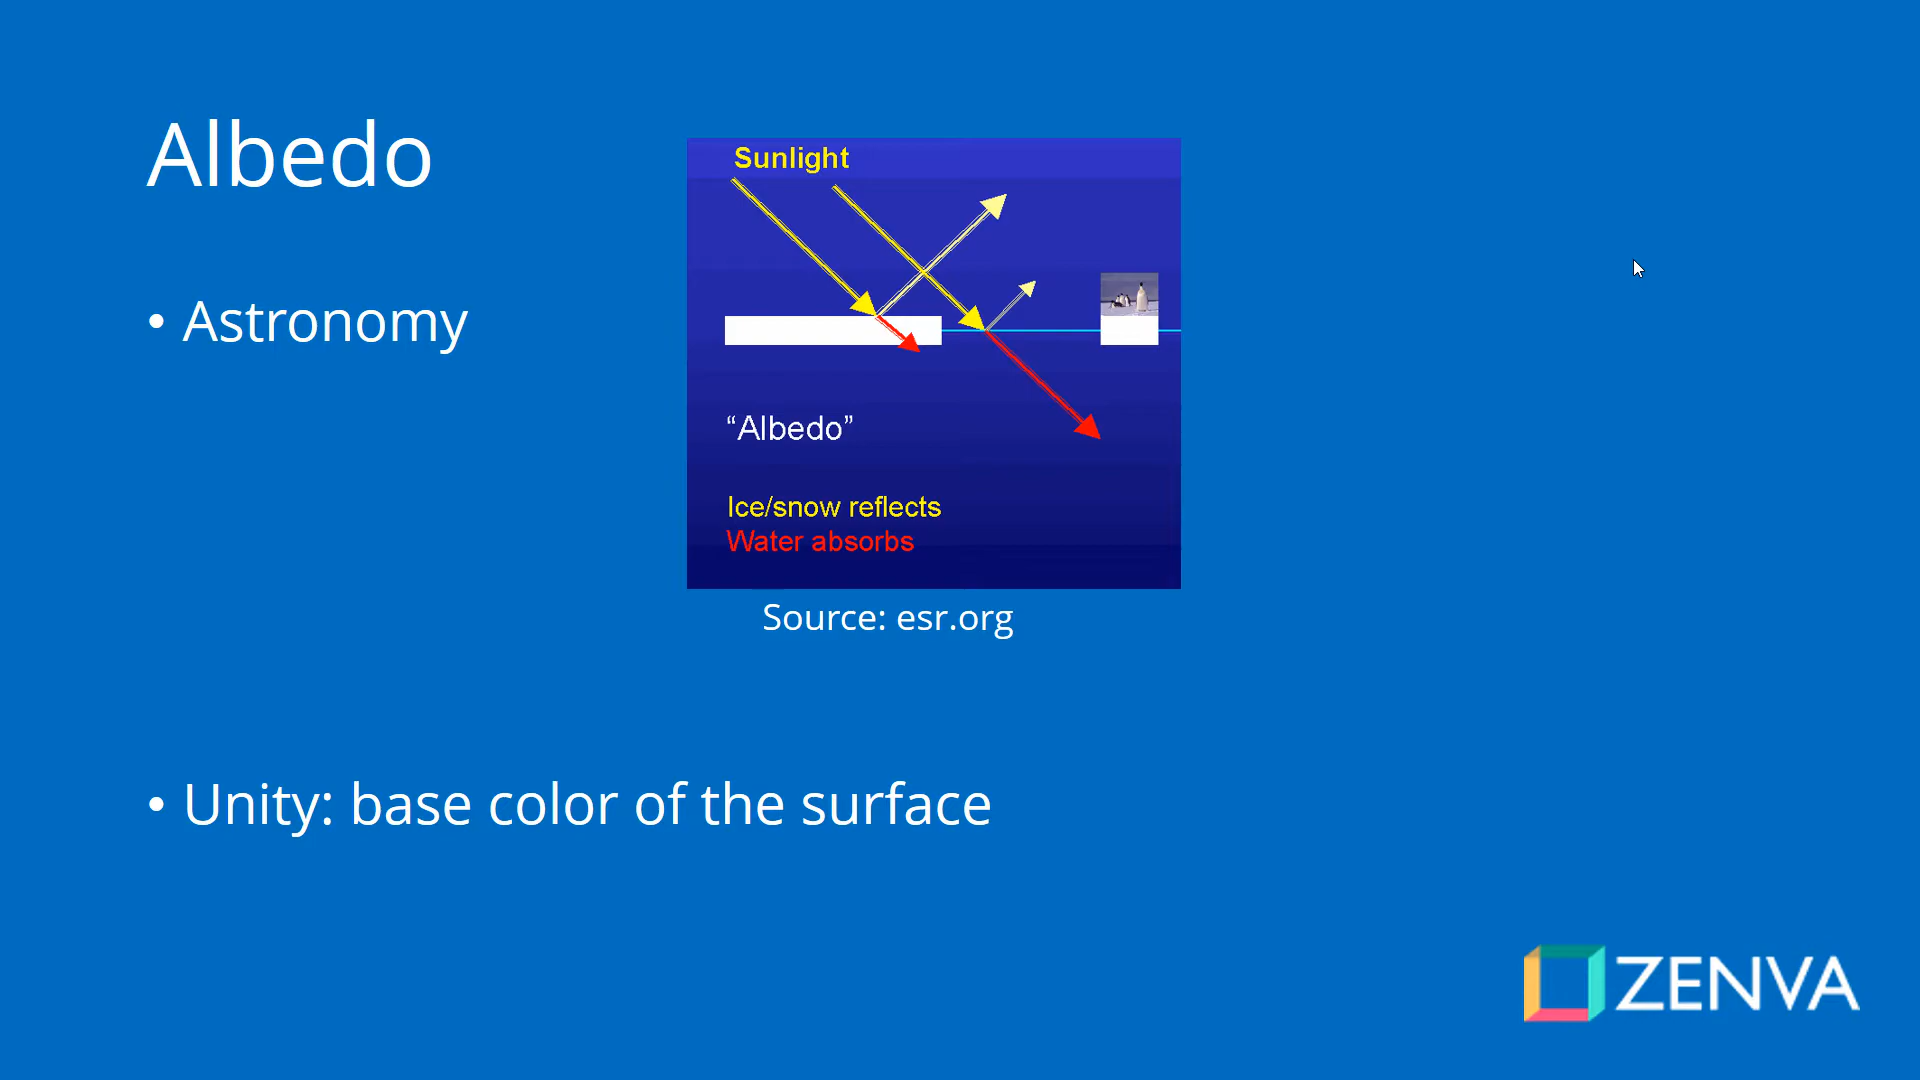 Albedo
• Astronomy
Sunlight
“Albedo”
Ice/snow reflects
Water absorbs
Source: esr.org
• Unity: base color of the surface
ZENVA